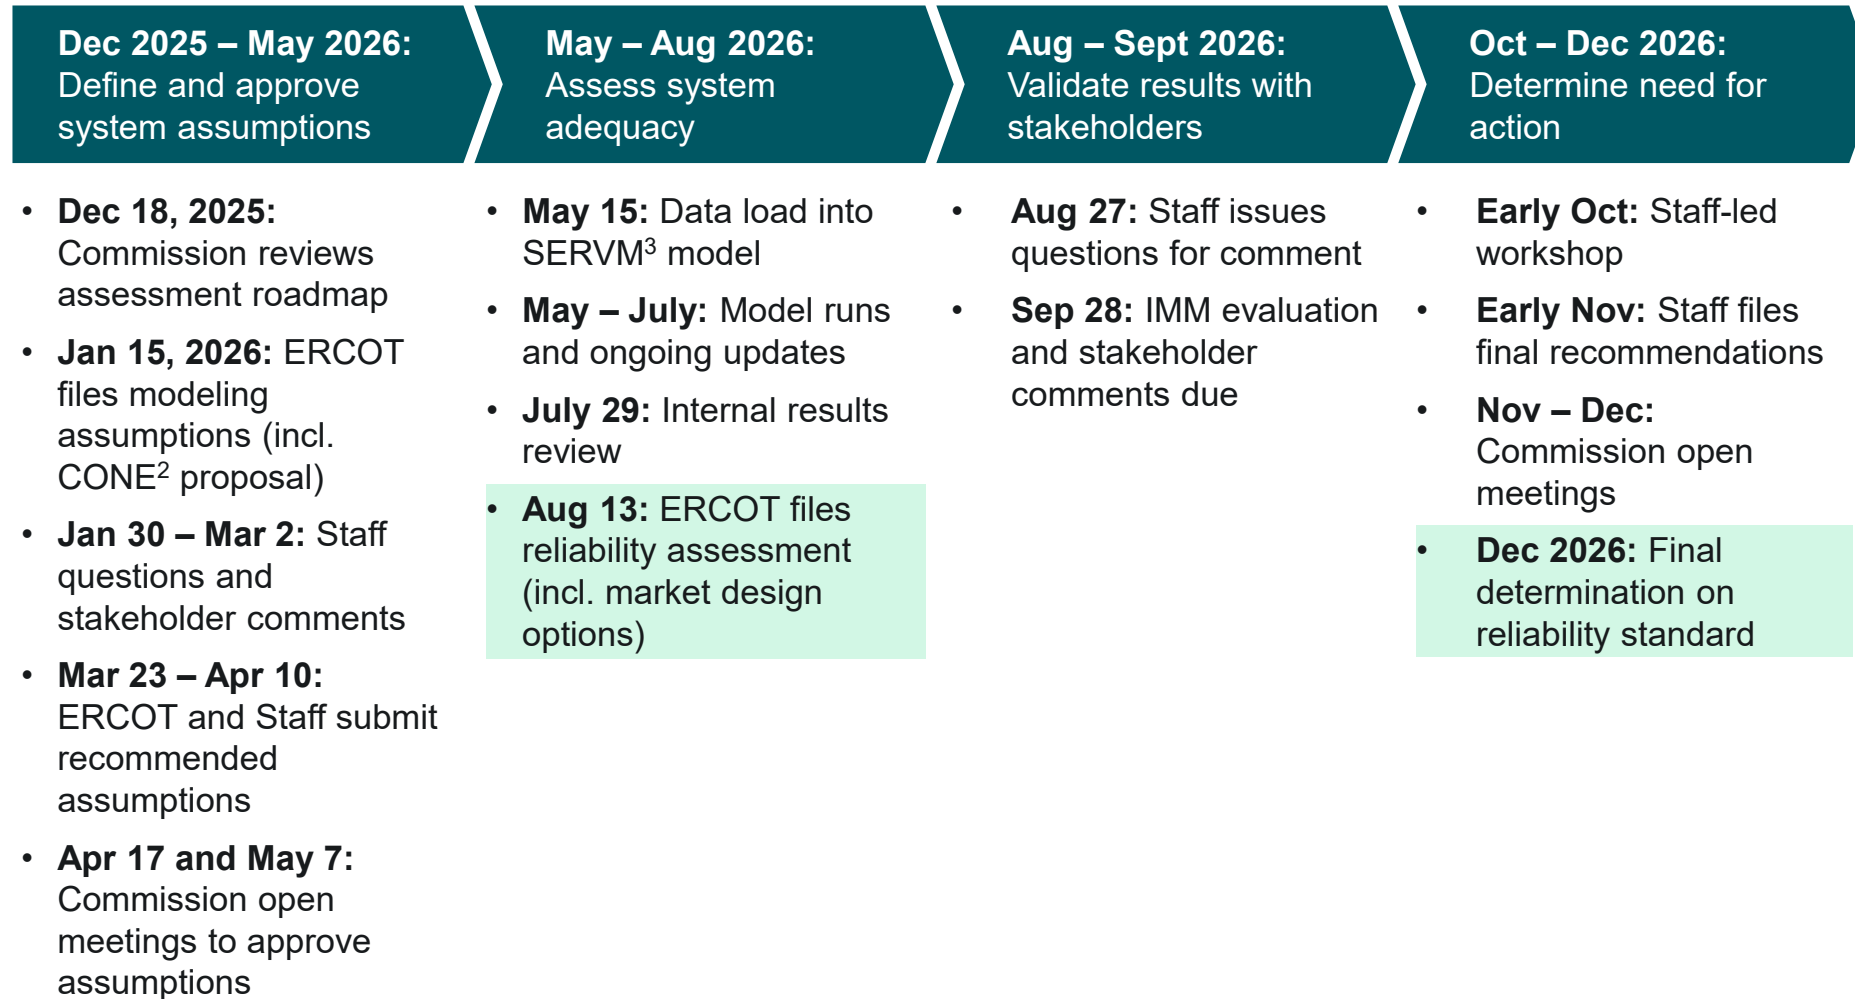 Dec 2025 – May 2026:
Define and approve
system assumptions
• Dec 18, 2025:
Commission reviews
assessment roadmap
• Jan 15, 2026: ERCOT
files modeling
assumptions (incl.
CONE² proposal)
• Jan 30 – Mar 2: Staff
questions and
stakeholder comments
• Mar 23 – Apr 10:
ERCOT and Staff submit
recommended
assumptions
• Apr 17 and May 7:
Commission open
meetings to approve
assumptions
May – Aug 2026:
Assess system
adequacy
• May 15: Data load into
SERVM³ model
• May – July: Model runs
and ongoing updates
• July 29: Internal results
review
• Aug 13: ERCOT files
reliability assessment
(incl. market design
options)
Aug – Sept 2026:
Validate results with
stakeholders
• Aug 27: Staff issues
questions for comment
• Sep 28: IMM evaluation
and stakeholder
comments due
Oct – Dec 2026:
Determine need for
action
• Early Oct: Staff-led
workshop
• Early Nov: Staff files
final recommendations
• Nov – Dec:
Commission open
meetings
• Dec 2026: Final
determination on
reliability standard